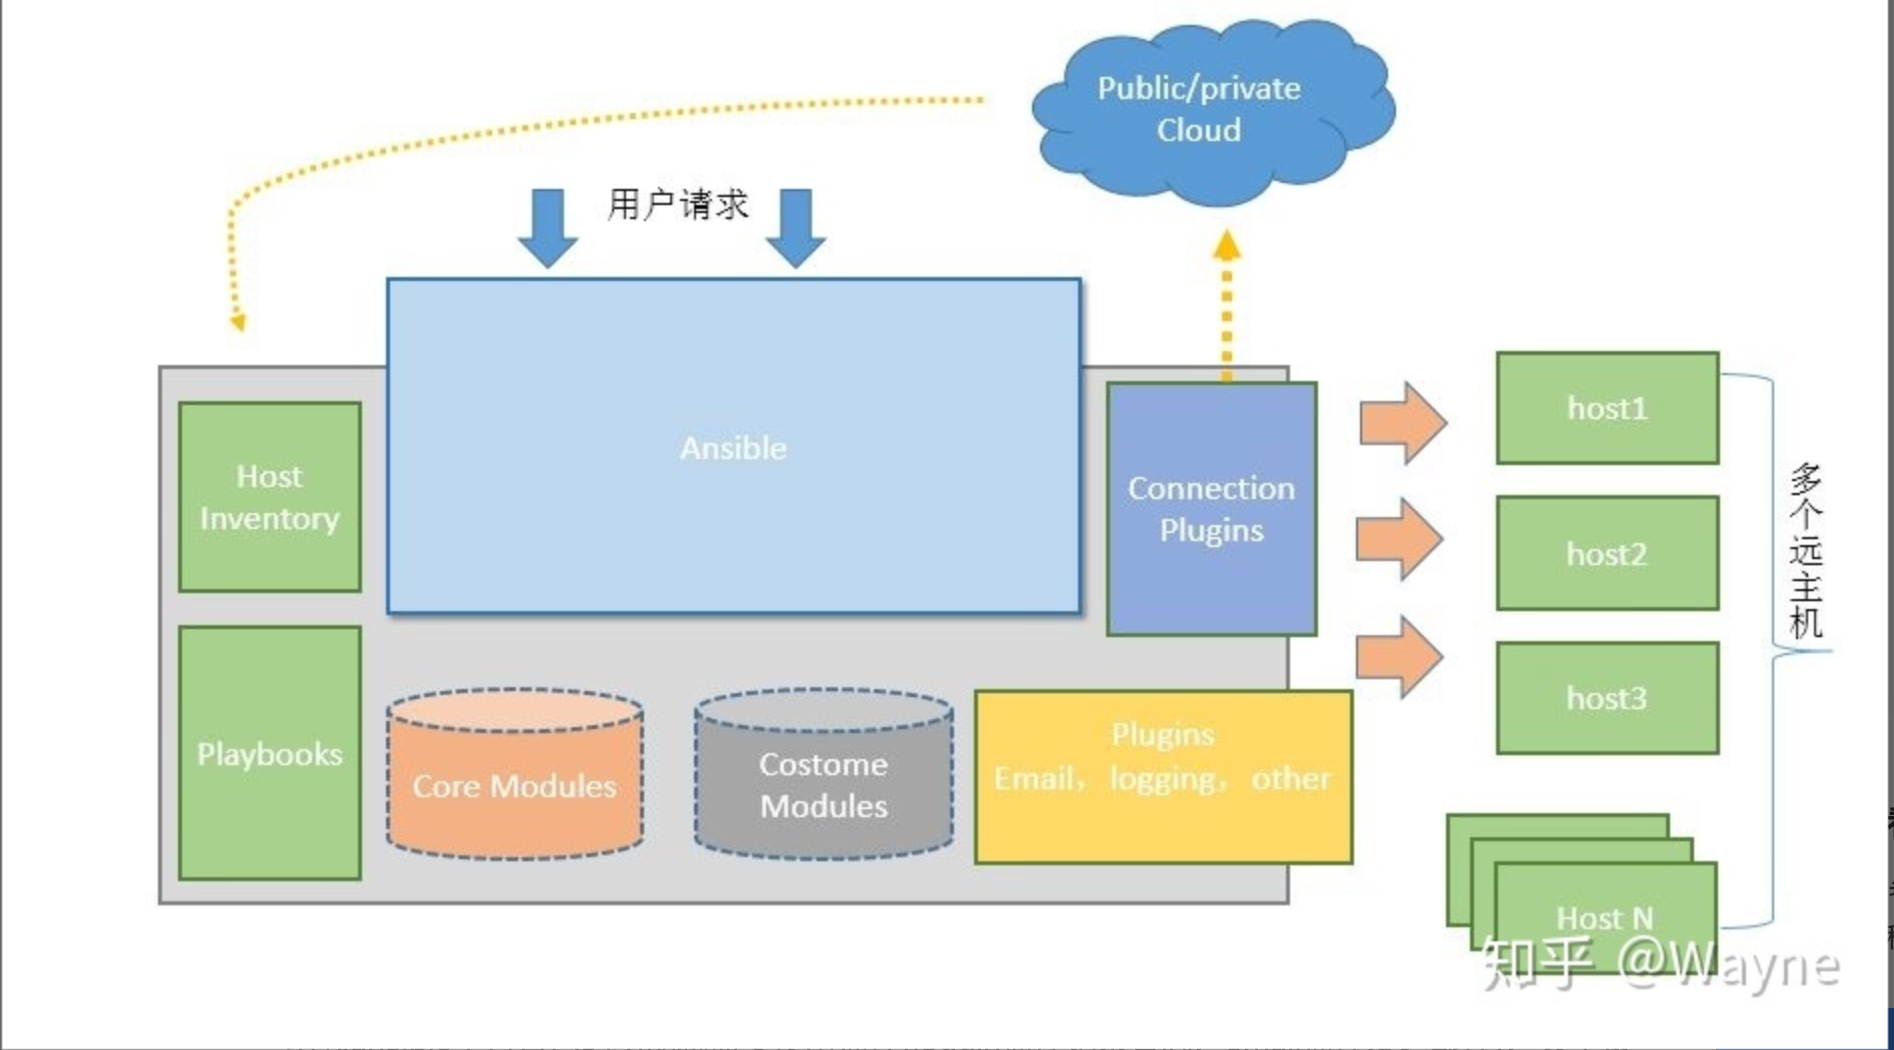 Public/private
Cloud
用户请求
Ansible
Host
Inventory
Connection
Plugins
Playbooks
Core Modules
Costome
Modules
Plugins
Email，logging，other
host1
host2
host3
Host N
多个远主机
知乎 @Wayne